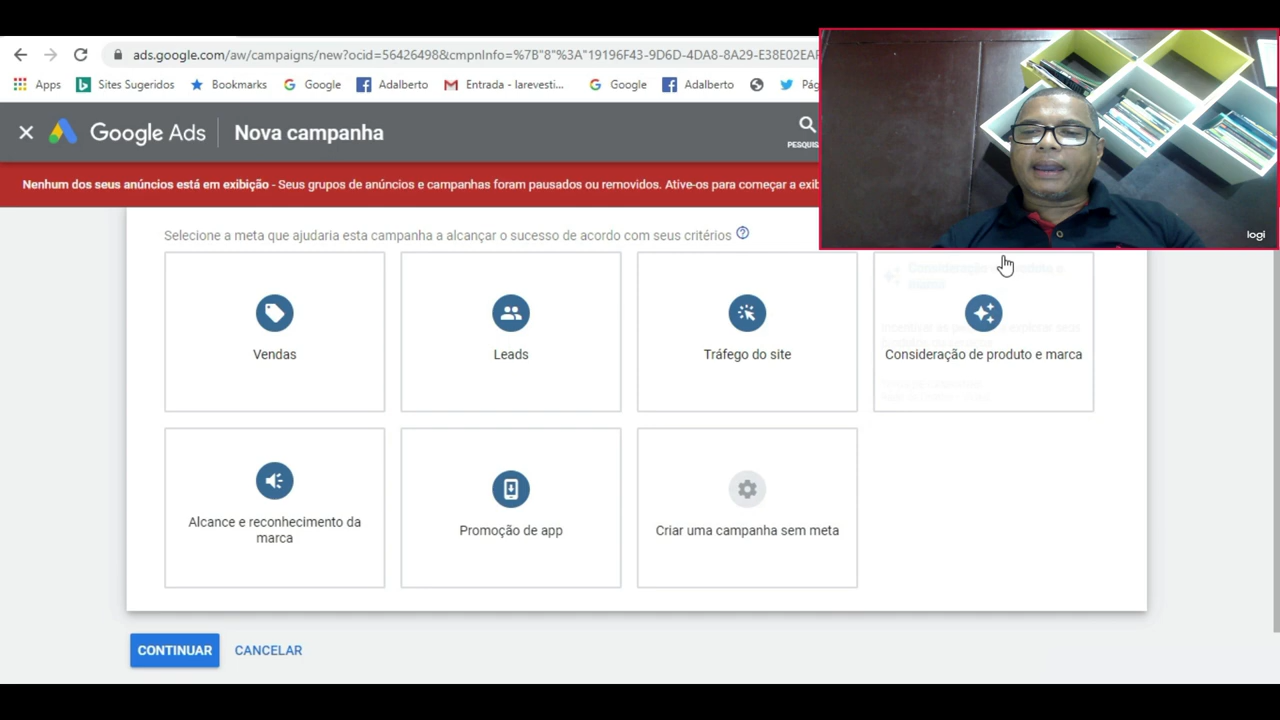 ads.google.com/aw/campaigns/new?ocid=56426498&cmpnInfo=%7B"8"%3A"19196F43-9D6D-4DA8-8A29-E38E02EAF
Apps Sites Sugeridos Bookmarks Google Adalberto Entrada - larevesti... Google Adalberto
Google Ads Nova campanha
PESQUIS
Nenhum dos seus anúncios está em exibição - Seus grupos de anúncios e campanhas foram pausados ou removidos. Ative-os para começar a exib
logi
Selecione a meta que ajudaria esta campanha a alcançar o sucesso de acordo com seus critérios
Vendas
Leads
Tráfego do site
Consideração de produto e marca
Alcance e reconhecimento da
marca
Promoção de app
Criar uma campanha sem meta
CONTINUAR CANCELAR